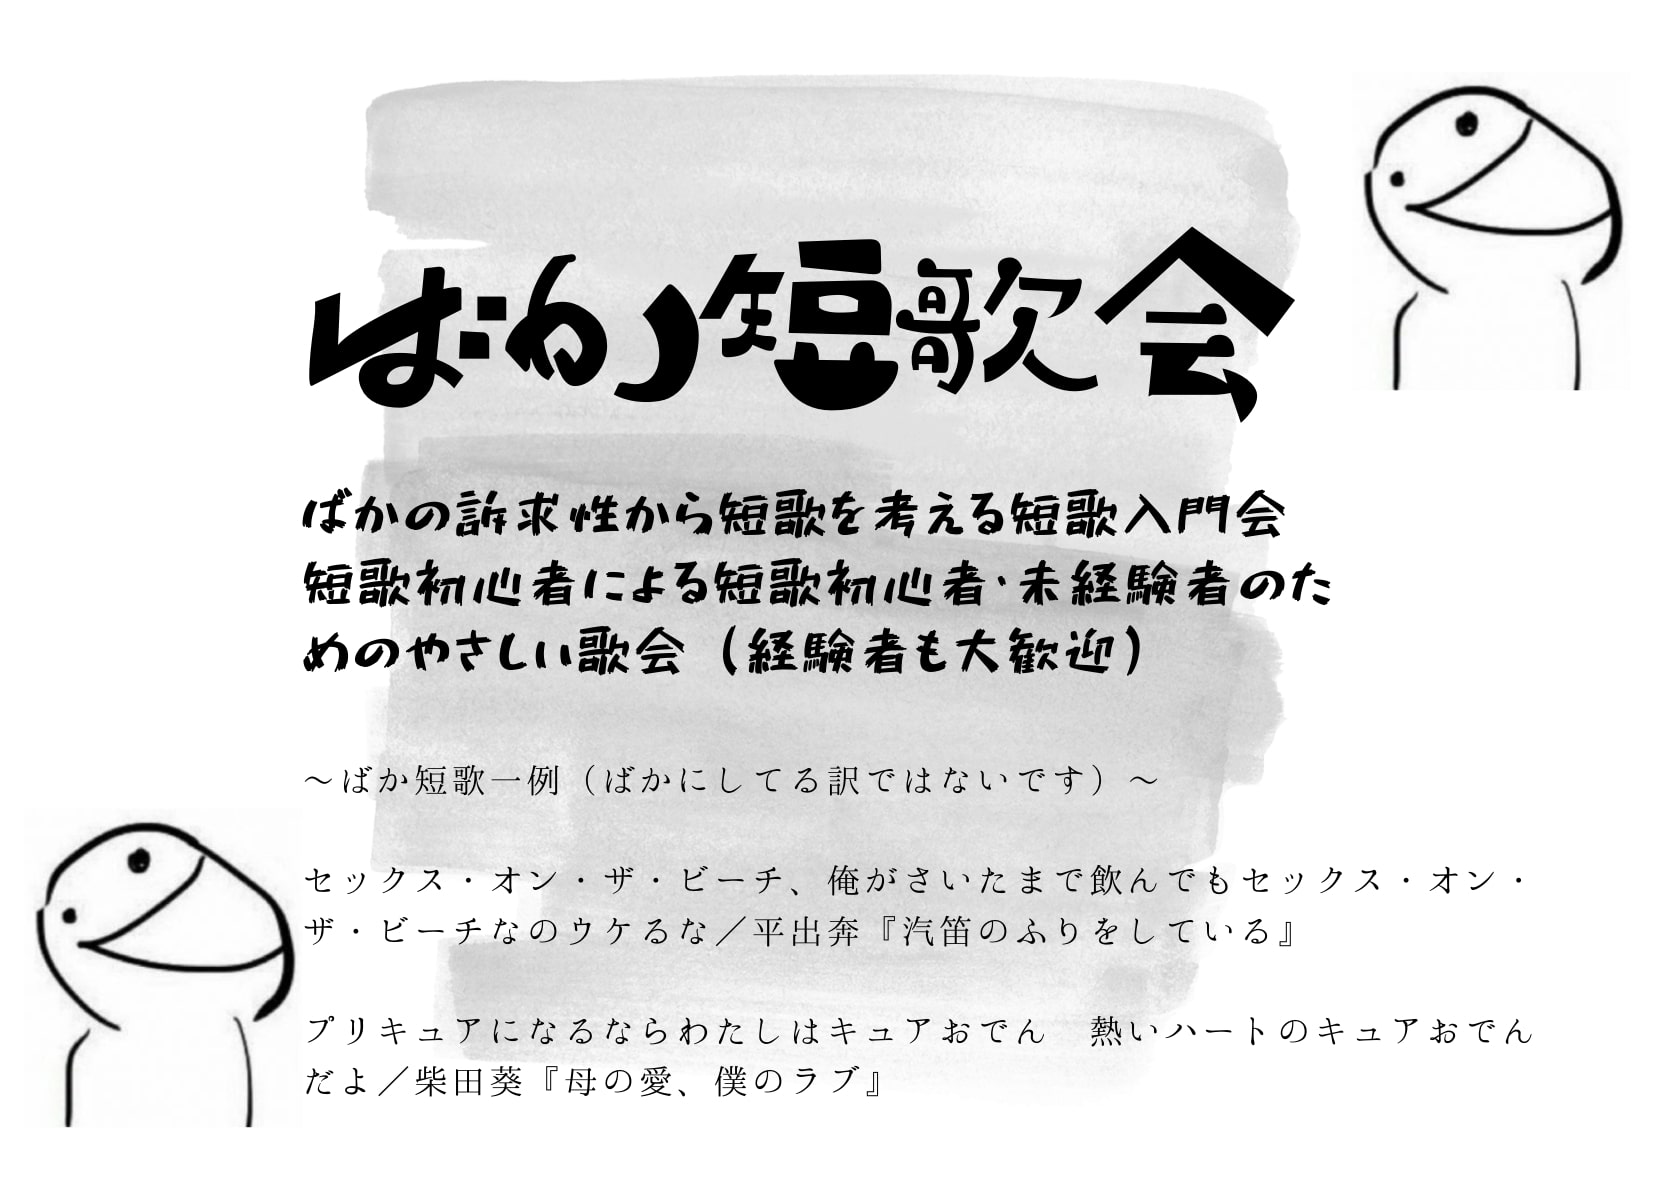 ばか短歌会
ばかの訴求性から短歌を考える短歌入門会
短歌初心者による短歌初心者・未経験者のた
めのやさしい歌会（経験者も大歓迎）
～ばか短歌一例（ばかにしてる訳ではないです）～
セックス・オン・ザ・ビーチ、俺がさいたまで飲んでもセックス・オン・
ザ・ビーチなのウケるな／平出奔『汽笛のふりをしている』
プリキュアになるならわたしはキュアおでん　熱いハートのキュアおでん
だよ／柴田葵『母の愛、僕のラブ』